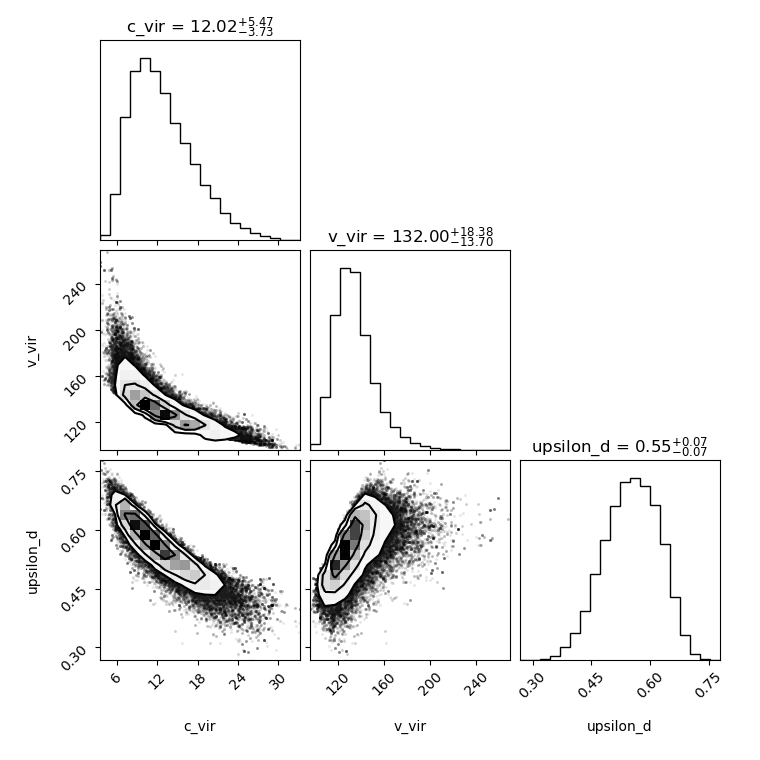 c_vir = 12.02+5.47−3.73
v_vir = 132.00+18.38−13.70
upsilon_d = 0.55+0.07−0.07
v_vir
240
200
160
120
upsilon_d
0.75
0.60
0.45
0.30
6 12 18 24 30
120 160 200 240
0.30 0.45 0.60 0.75
c_vir v_vir upsilon_d